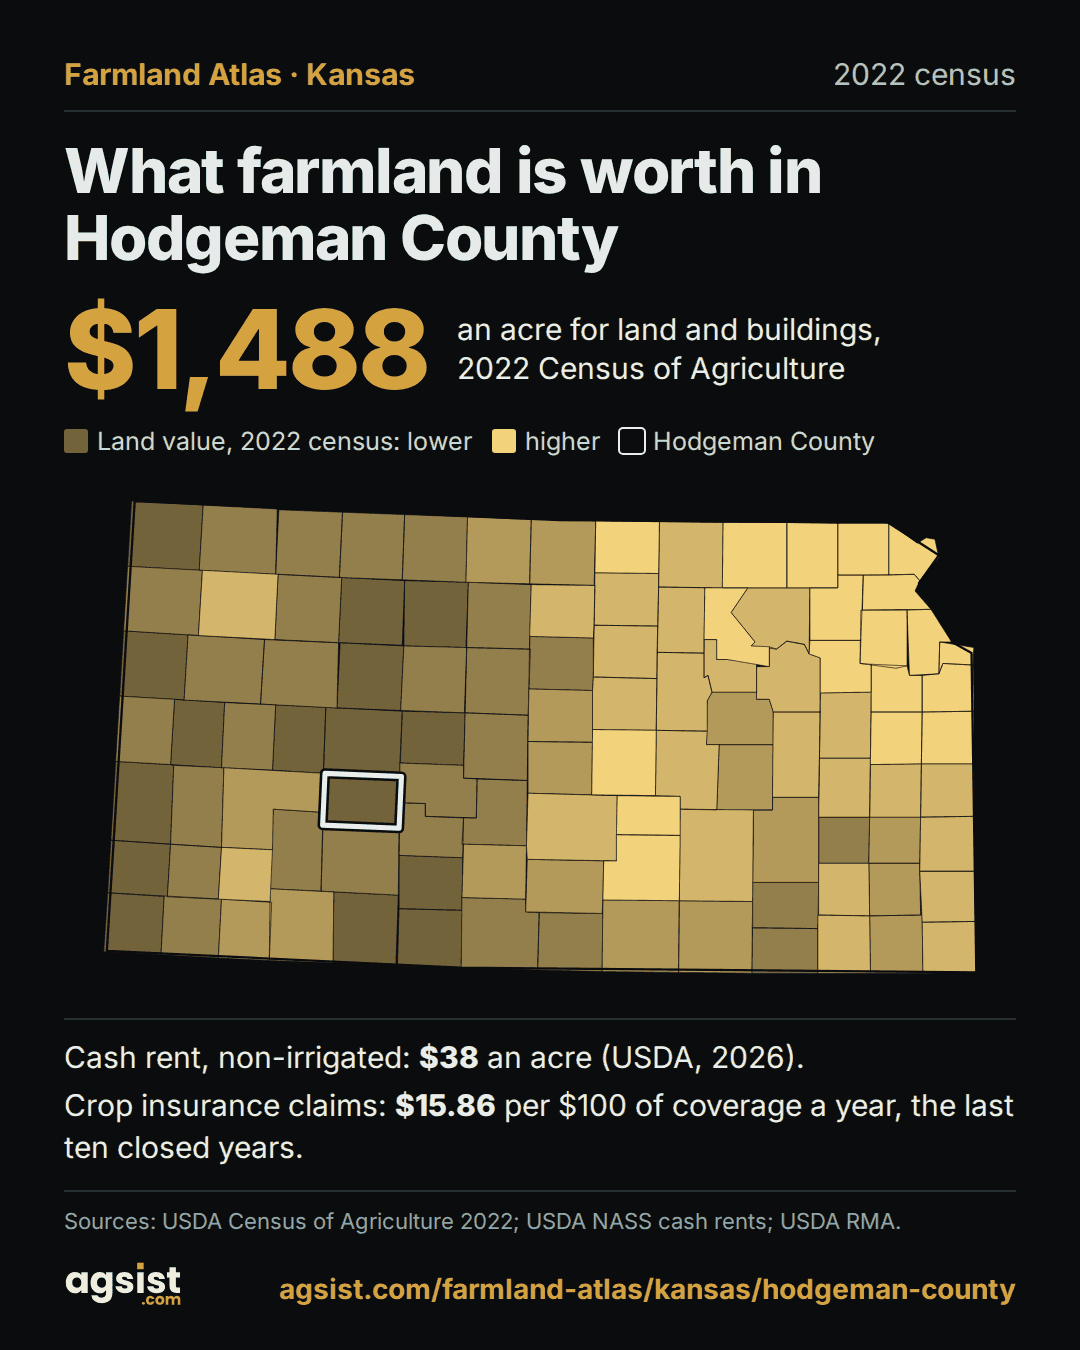 Farmland Atlas · Kansas
2022 census
What farmland is worth in
Hodgeman County
$1,488
an acre for land and buildings,
2022 Census of Agriculture
Land value, 2022 census: lower
higher
Hodgeman County
Cash rent, non-irrigated: $38 an acre (USDA, 2026).
Crop insurance claims: $15.86 per $100 of coverage a year, the last
ten closed years.
Sources: USDA Census of Agriculture 2022; USDA NASS cash rents; USDA RMA.
agsist
.com
agsist.com/farmland-atlas/kansas/hodgeman-county